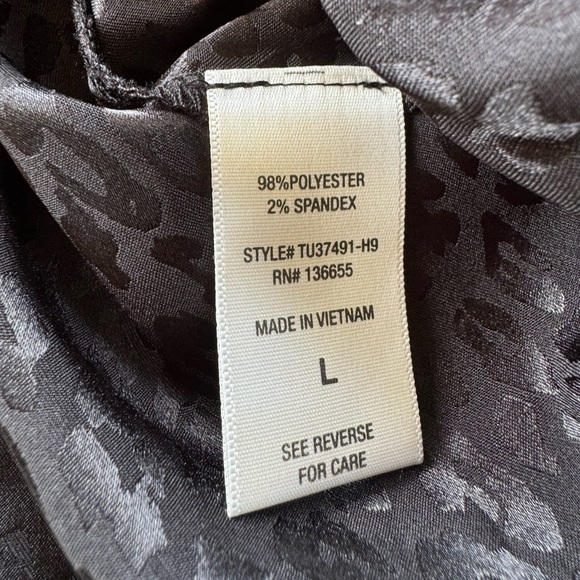 98%POLYESTER
2% SPANDEX
STYLE# TU37491-H9
RN# 136655
MADE IN VIETNAM
L
SEE REVERSE
FOR CARE